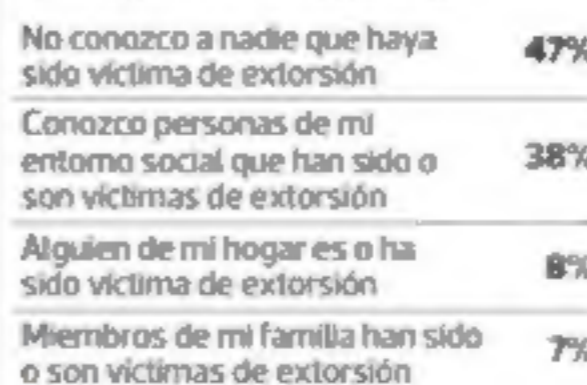 No conozco a nadie que haya
sido víctima de extorsión
47%
Conozco personas de mi
entorno social que han sido o
son víctimas de extorsión
38%
Alguien de mi hogar es o ha
sido víctima de extorsión
8%
Miembros de mi familia han sido
o son víctimas de extorsión
7%